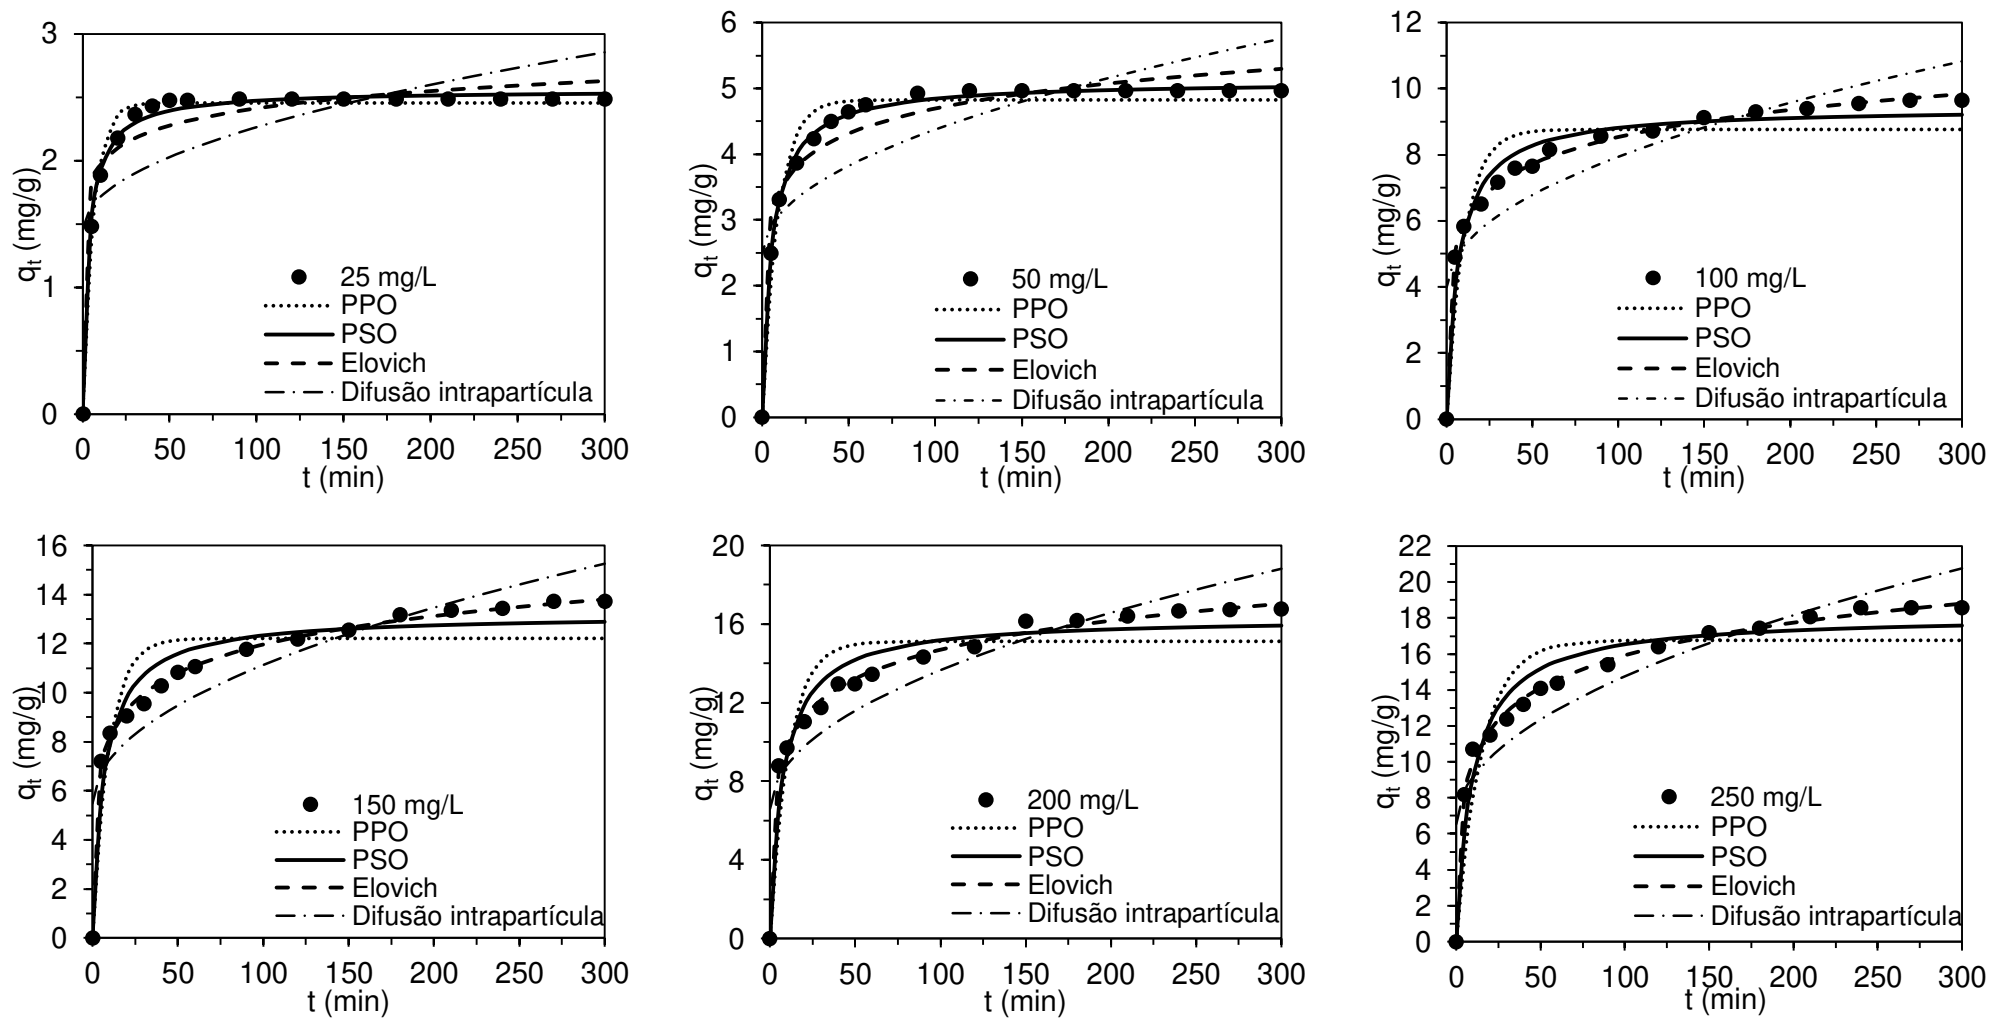 3
2
1
0
qt (mg/g)
25 mg/L
PPO
PSO
Elovich
Difusão intrapartícula
0 50 100 150 200 250 300
t (min)
6
5
4
3
2
1
0
qt (mg/g)
50 mg/L
PPO
PSO
Elovich
Difusão intrapartícula
0 50 100 150 200 250 300
t (min)
12
10
8
6
4
2
0
qt (mg/g)
100 mg/L
PPO
PSO
Elovich
Difusão intrapartícula
0 50 100 150 200 250 300
t (min)
16
14
12
10
8
6
4
2
0
qt (mg/g)
150 mg/L
PPO
PSO
Elovich
Difusão intrapartícula
0 50 100 150 200 250 300
t (min)
20
16
12
8
4
0
qt (mg/g)
200 mg/L
PPO
PSO
Elovich
Difusão intrapartícula
0 50 100 150 200 250 300
t (min)
22
20
18
16
14
12
10
8
6
4
2
0
qt (mg/g)
250 mg/L
PPO
PSO
Elovich
Difusão intrapartícula
0 50 100 150 200 250 300
t (min)